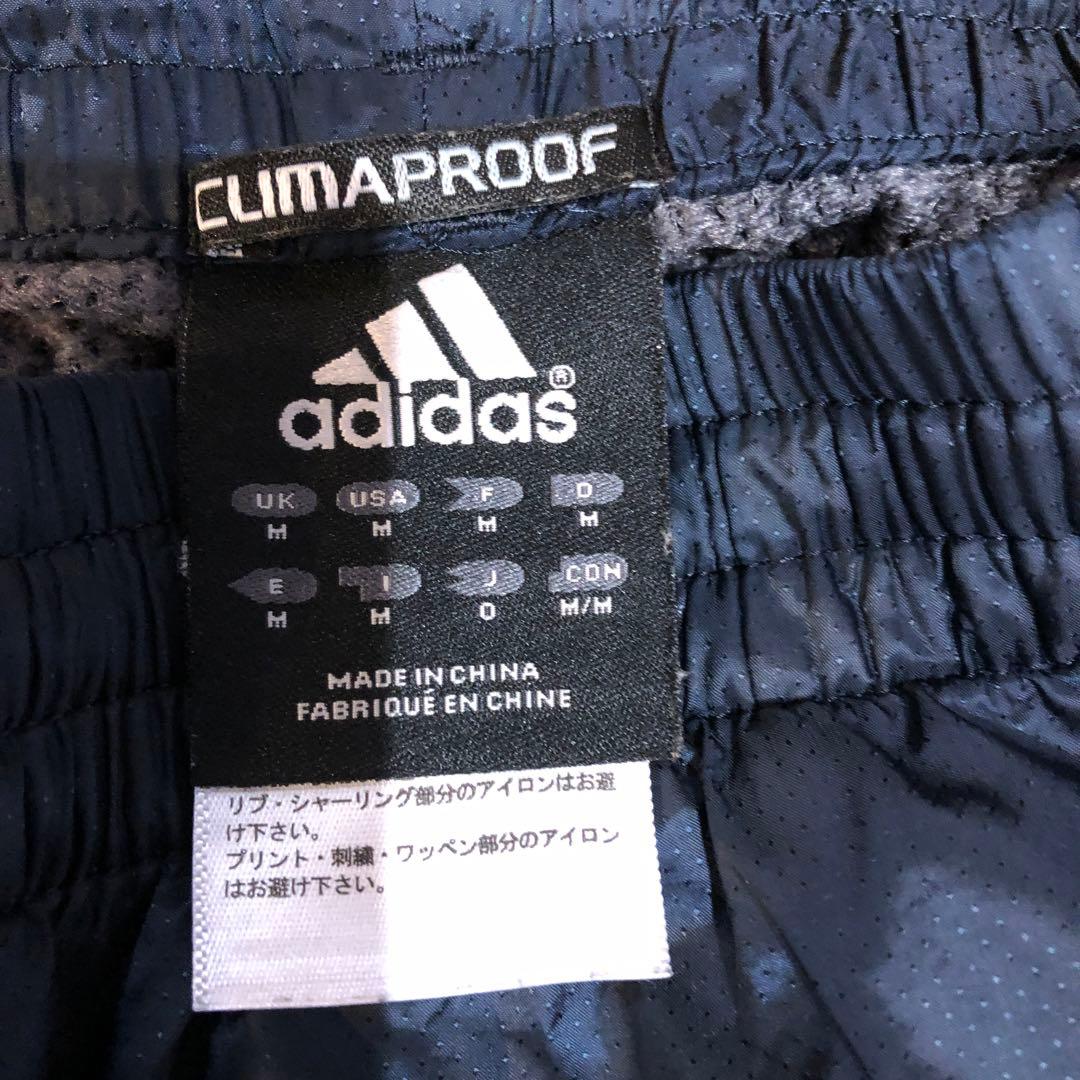 CLIMAPROOF
adidas®
UK USA F D
M M M M
E I J CON
M M O M/M
MADE IN CHINA
FABRIQUÉ EN CHINE
リブ・シャーリング部分のアイロンはお避
け下さい。
プリント・刺繍・ワッペン部分のアイロン
はお避け下さい。